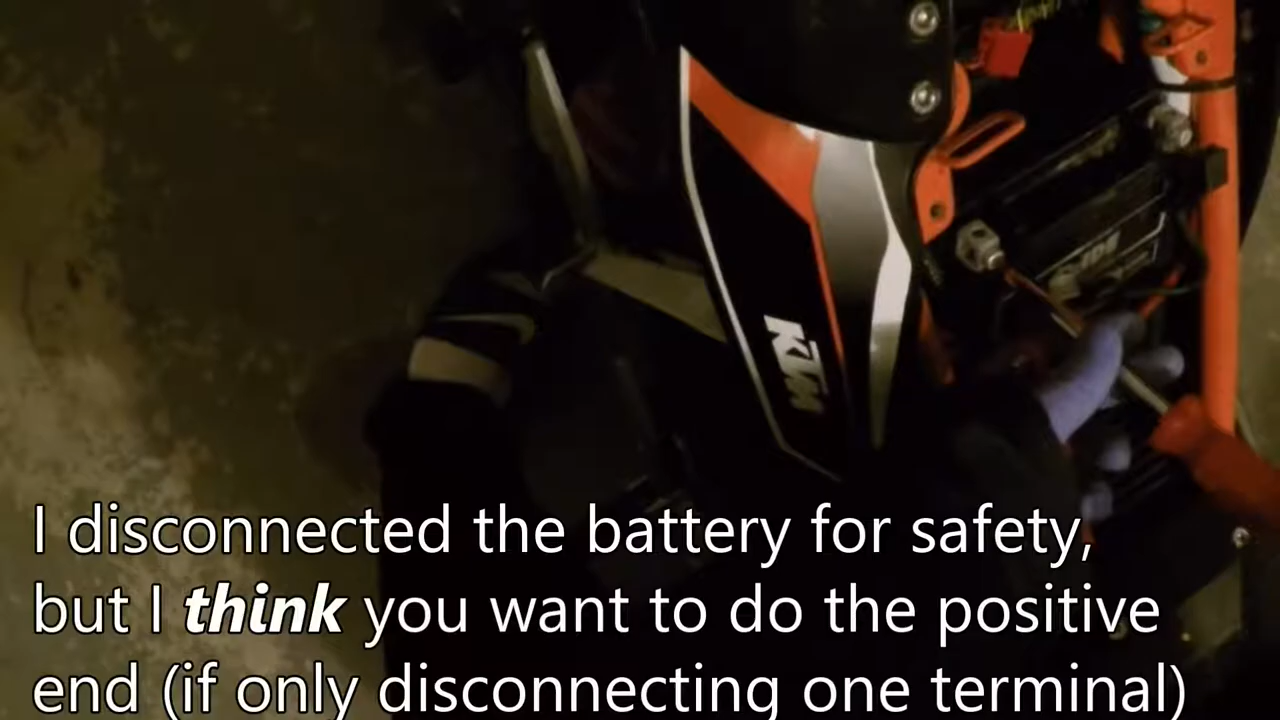 KTM
I disconnected the battery for safety,
but I think you want to do the positive
end (if only disconnecting one terminal)